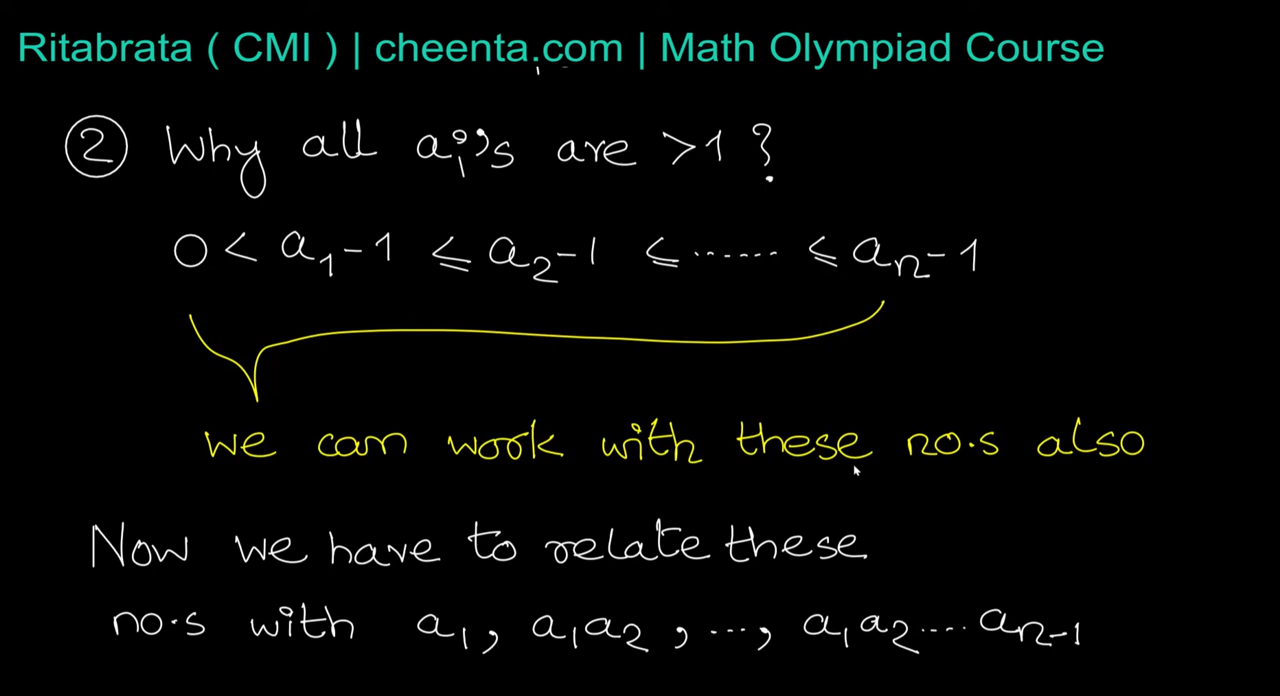 Ritabrata ( CMI ) | cheenta.com | Math Olympiad Course
② Why all aᵢ's are >1 ?
0 < a₁-1 ≤ a₂-1 ≤ ...... ≤ aₙ-1
we can work with these no.s also
Now we have to relate these
no.s with a₁, a₁a₂, ..., a₁a₂.... aₙ₋₁